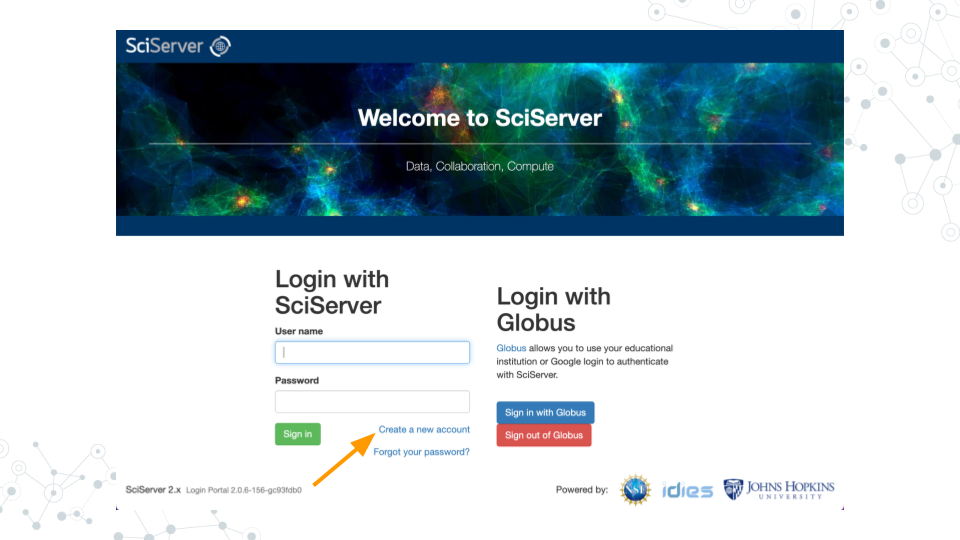 SciServer
Welcome to SciServer
Data, Collaboration, Compute
Login with
SciServer
User name
Password
Sign in
Create a new account
Forgot your password?
Login with
Globus
Globus allows you to use your educational
institution or Google login to authenticate
with SciServer.
Sign in with Globus
Sign out of Globus
SciServer 2.x Login Portal 2.0.6-156-gc93fdb0
Powered by:
NSF
idies
JOHNS HOPKINS
UNIVERSITY